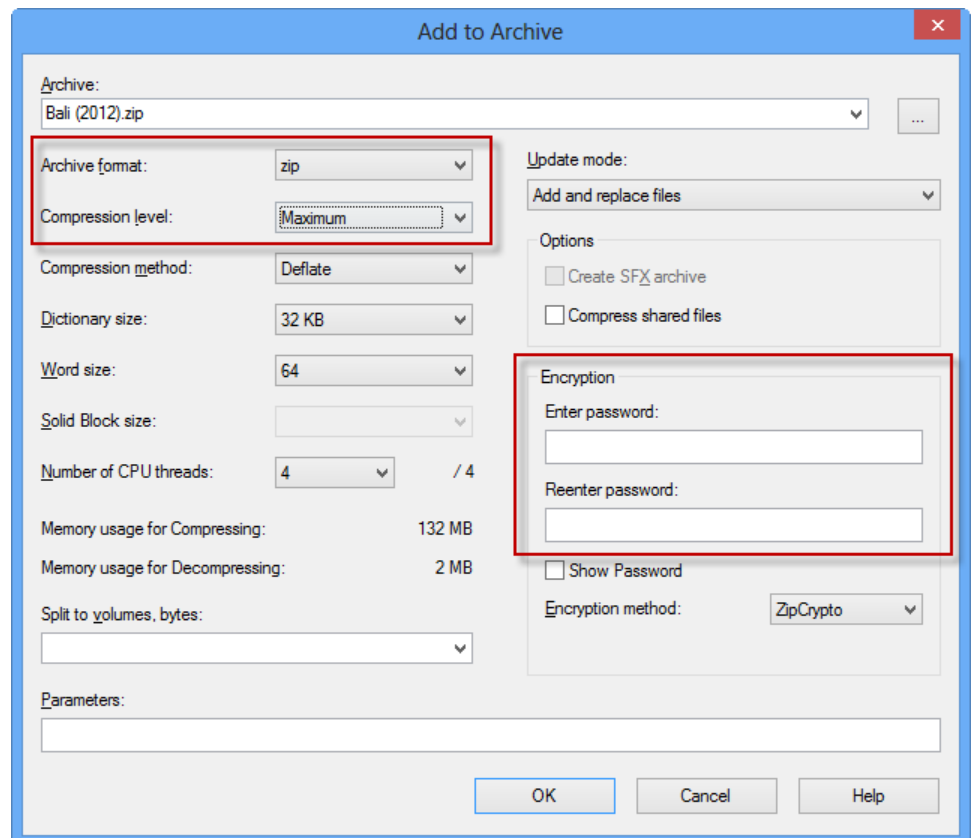 Add to Archive
Archive:
Bali (2012).zip
...
Archive format: zip
Compression level: Maximum
Compression method: Deflate
Dictionary size: 32 KB
Word size: 64
Solid Block size:
Number of CPU threads: 4 / 4
Memory usage for Compressing: 132 MB
Memory usage for Decompressing: 2 MB
Split to volumes, bytes:
Update mode:
Add and replace files
Options
Create SFX archive
Compress shared files
Encryption
Enter password:
Reenter password:
Show Password
Encryption method: ZipCrypto
Parameters:
OK Cancel Help